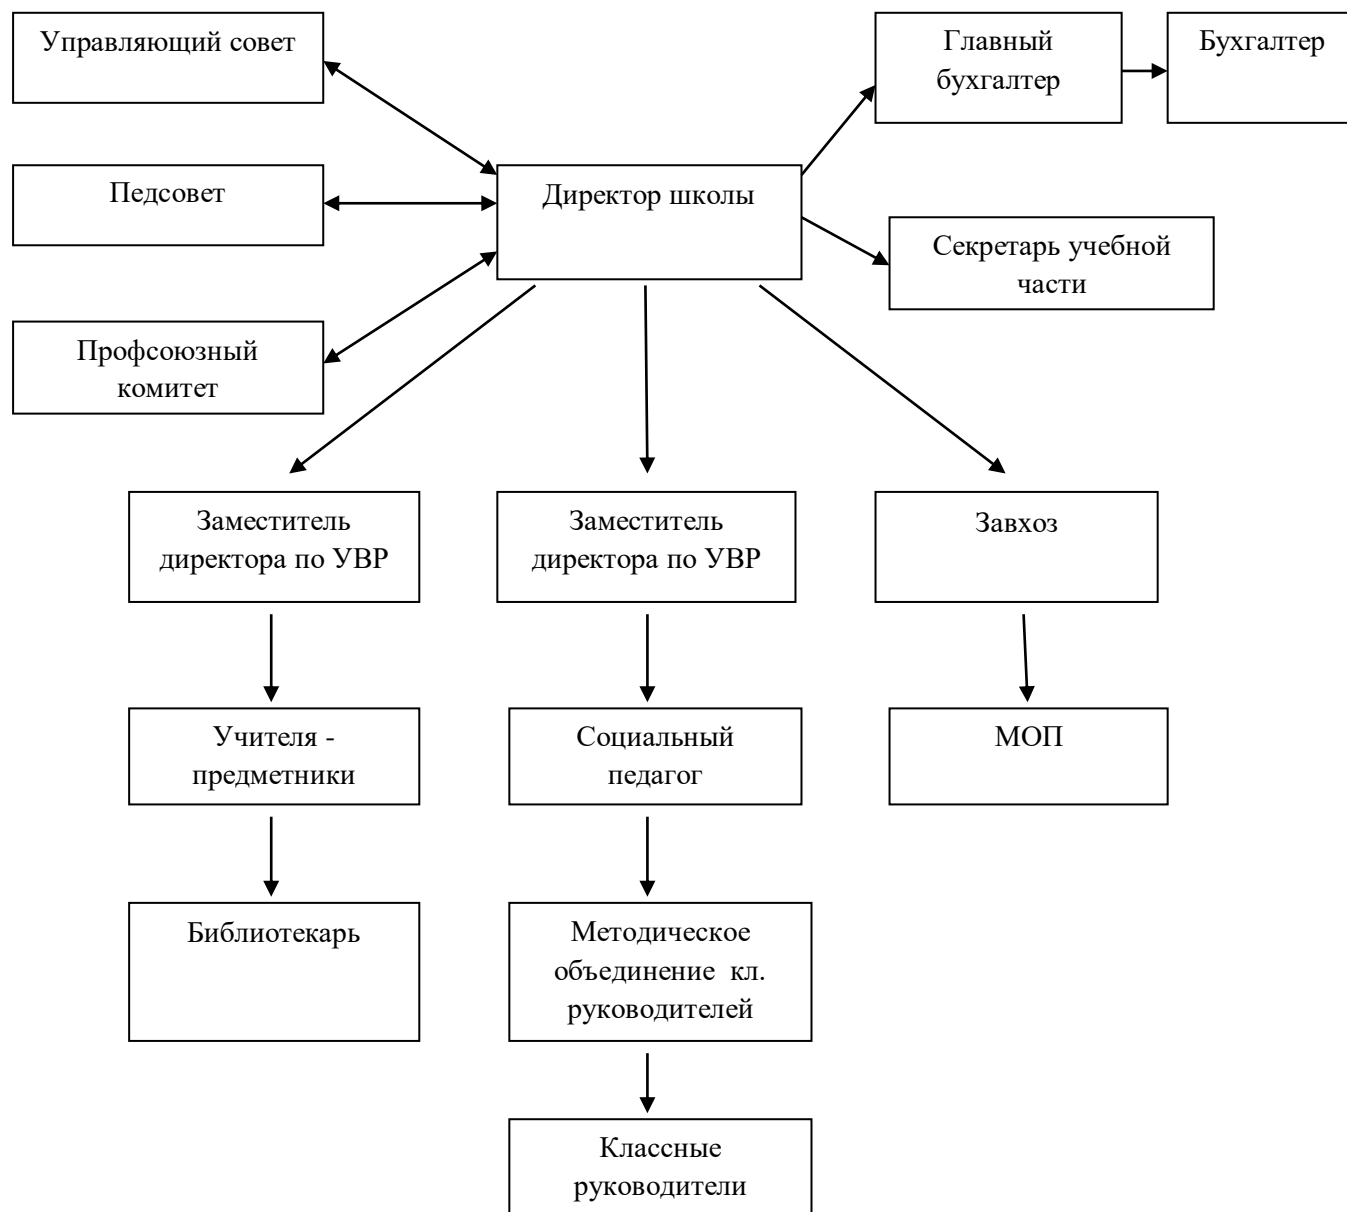 Управляющий совет
Главный
бухгалтер
Бухгалтер
Педсовет
Директор школы
Секретарь учебной
части
Профсоюзный
комитет
Заместитель
директора по УВР
Заместитель
директора по УВР
Завхоз
Учителя -
предметники
Социальный
педагог
МОП
Библиотекарь
Методическое
объединение  кл.
руководителей
Классные
руководители